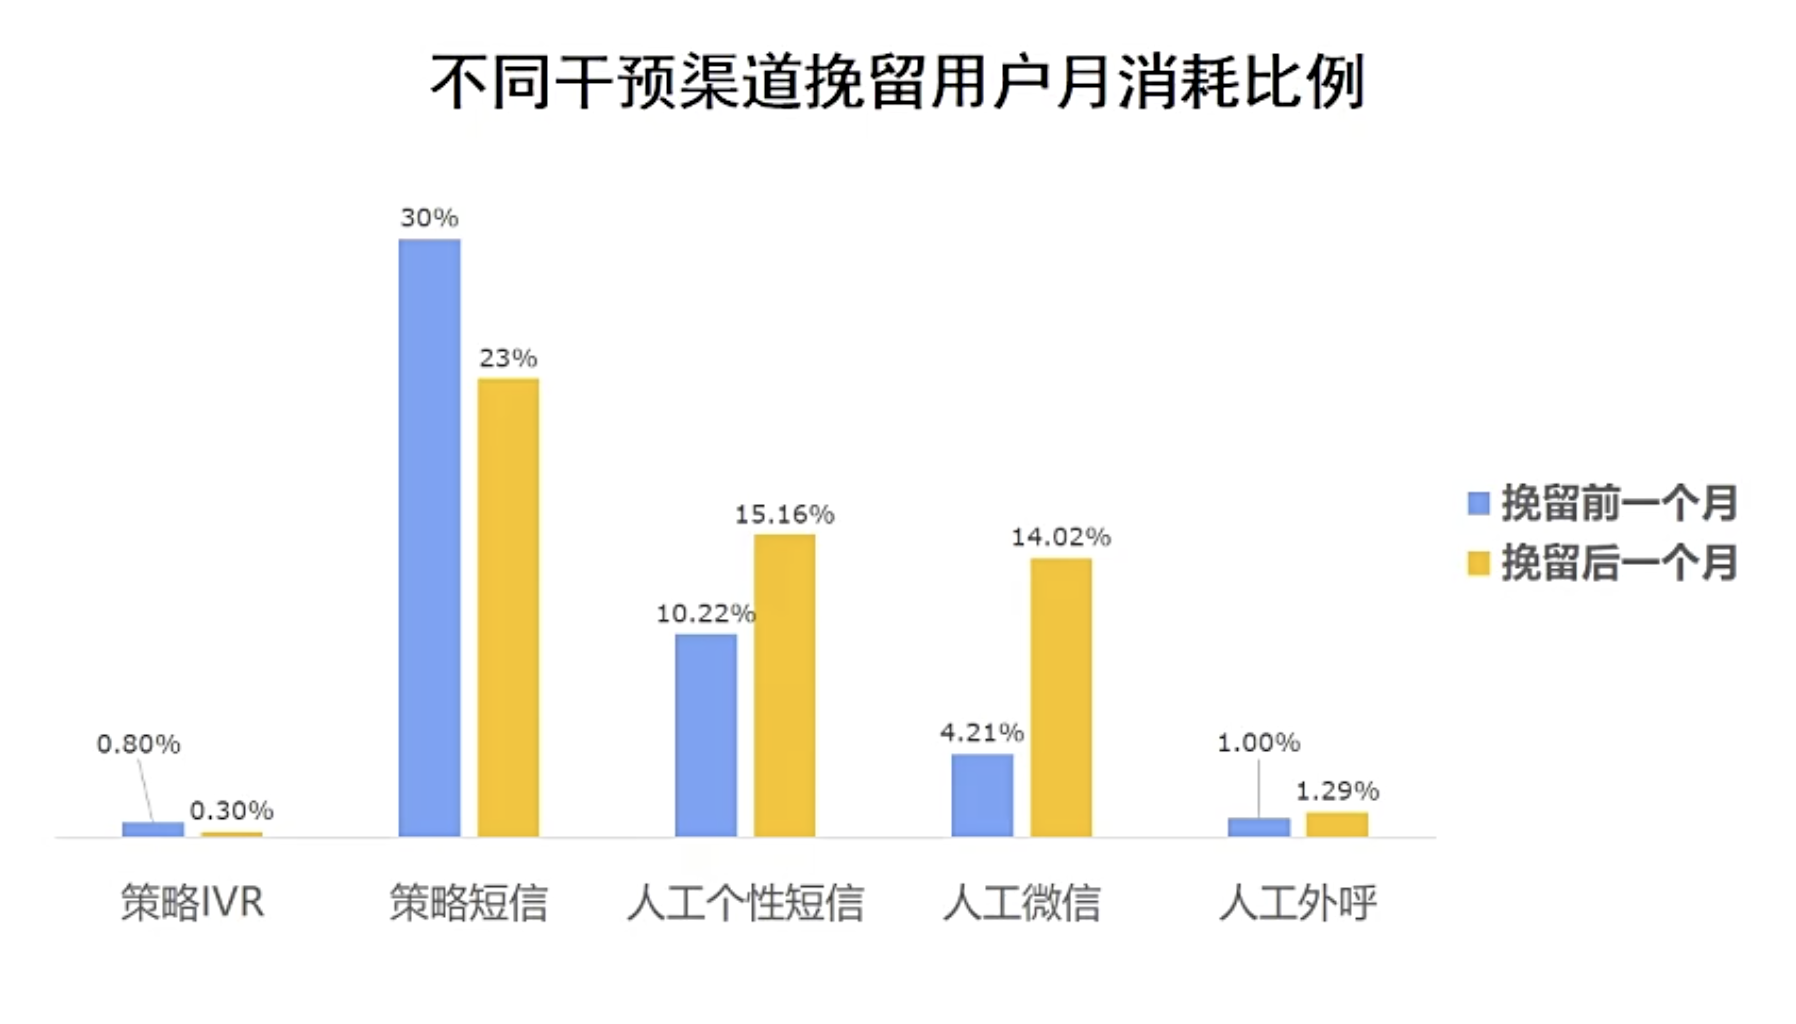 不同干预渠道挽留用户月消耗比例
30%
23%
15.16%
14.02%
10.22%
4.21%
0.80%
1.00%
0.30%
1.29%
挽留前一个月
挽留后一个月
策略IVR
策略短信
人工个性短信
人工微信
人工外呼